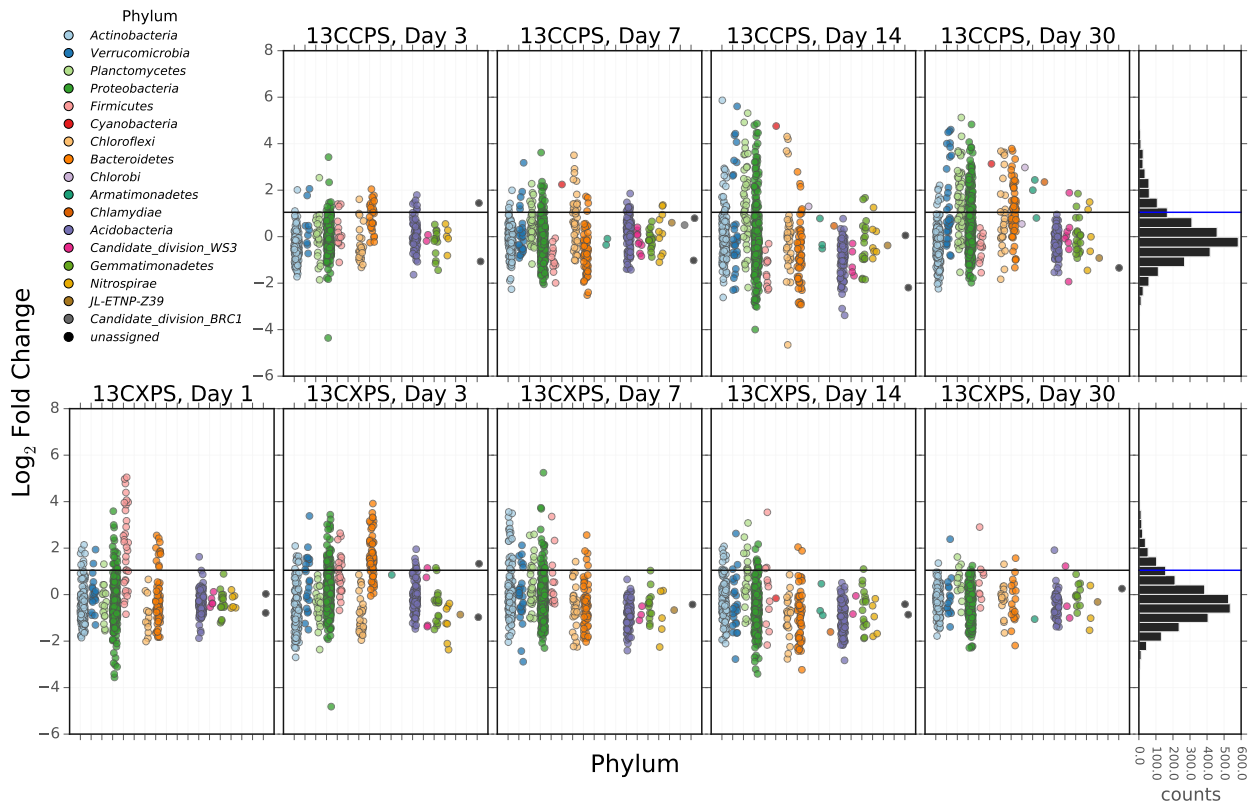 Phylum
Actinobacteria
Verrucomicrobia
Planctomycetes
Proteobacteria
Firmicutes
Cyanobacteria
Chloroflexi
Bacteroidetes
Chlorobi
Armatimonadetes
Chlamydiae
Acidobacteria
Candidate_division_WS3
Gemmatimonadetes
Nitrospirae
JL-ETNP-Z39
Candidate_division_BRC1
unassigned
13CCPS, Day 3
13CCPS, Day 7
13CCPS, Day 14
13CCPS, Day 30
8
6
4
2
0
−2
−4
−6
13CXPS, Day 1
13CXPS, Day 3
13CXPS, Day 7
13CXPS, Day 14
13CXPS, Day 30
8
6
4
2
0
−2
−4
−6
Log₂ Fold Change
Phylum
0.0
100.0
200.0
300.0
400.0
500.0
600.0
counts